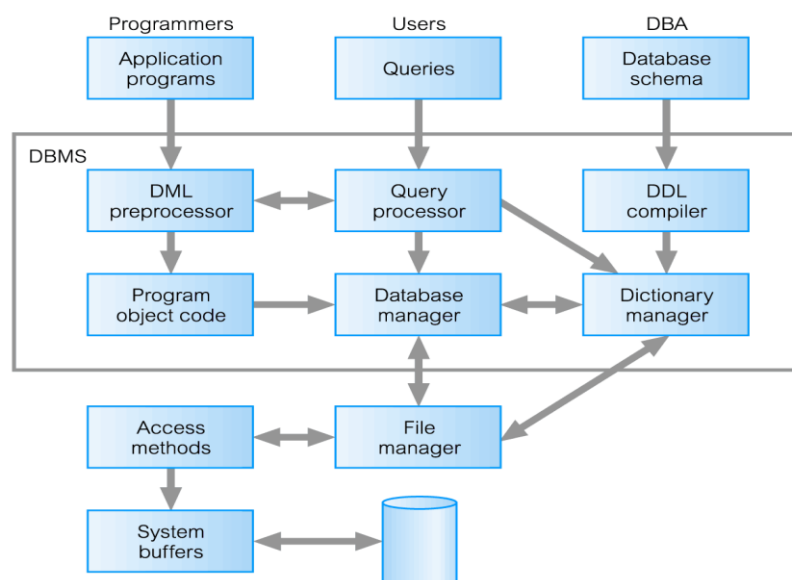 Programmers
Users
DBA
Application
programs
Queries
Database
schema
DBMS
DML
preprocessor
Query
processor
DDL
compiler
Program
object code
Database
manager
Dictionary
manager
Access
methods
File
manager
System
buffers